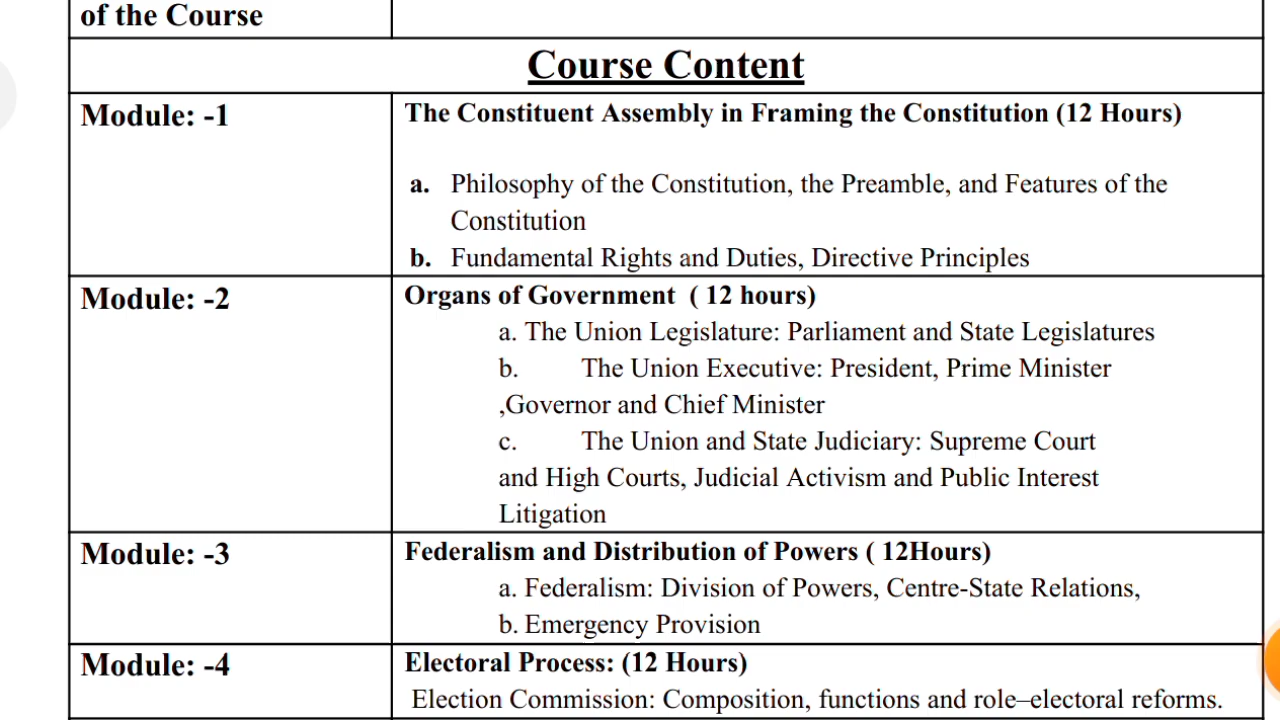 of the Course
Course Content
Module: -1
The Constituent Assembly in Framing the Constitution (12 Hours)
a. Philosophy of the Constitution, the Preamble, and Features of the
Constitution
b. Fundamental Rights and Duties, Directive Principles
Module: -2
Organs of Government ( 12 hours)
a. The Union Legislature: Parliament and State Legislatures
b. The Union Executive: President, Prime Minister
,Governor and Chief Minister
c. The Union and State Judiciary: Supreme Court
and High Courts, Judicial Activism and Public Interest
Litigation
Module: -3
Federalism and Distribution of Powers ( 12Hours)
a. Federalism: Division of Powers, Centre-State Relations,
b. Emergency Provision
Module: -4
Electoral Process: (12 Hours)
Election Commission: Composition, functions and role–electoral reforms.